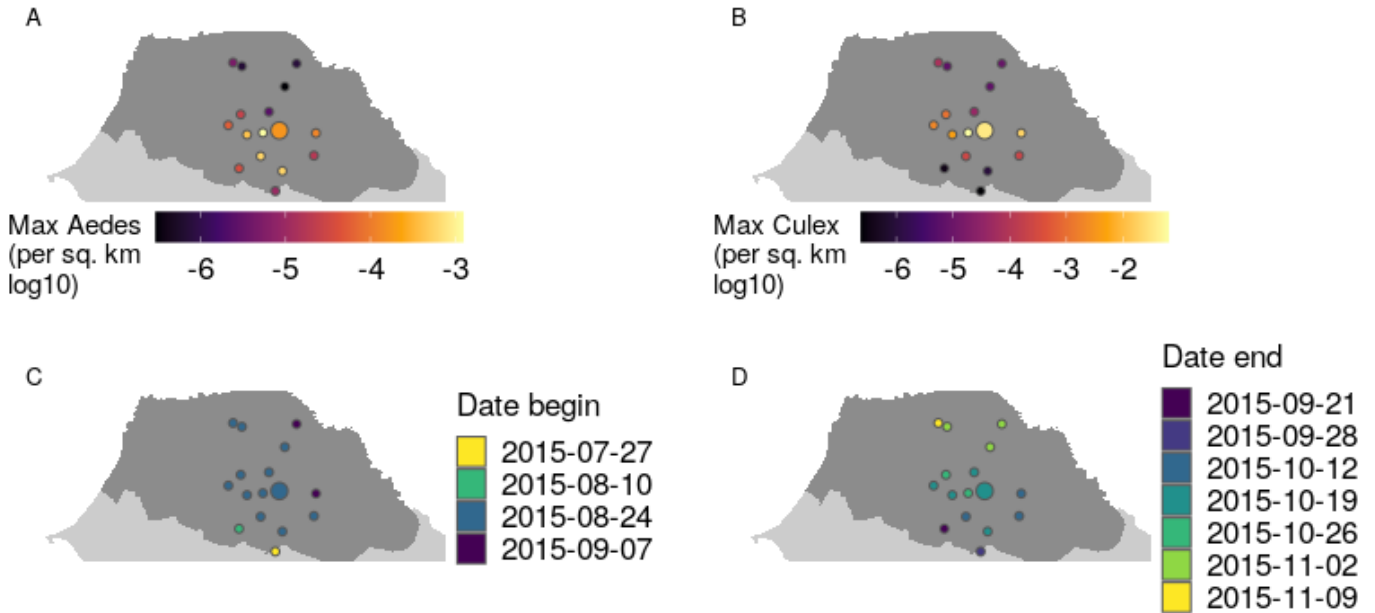 A
Max Aedes
(per sq. km
log10)
-6 -5 -4 -3
B
Max Culex
(per sq. km
log10)
-6 -5 -4 -3 -2
C
Date begin
2015-07-27
2015-08-10
2015-08-24
2015-09-07
D
Date end
2015-09-21
2015-09-28
2015-10-12
2015-10-19
2015-10-26
2015-11-02
2015-11-09